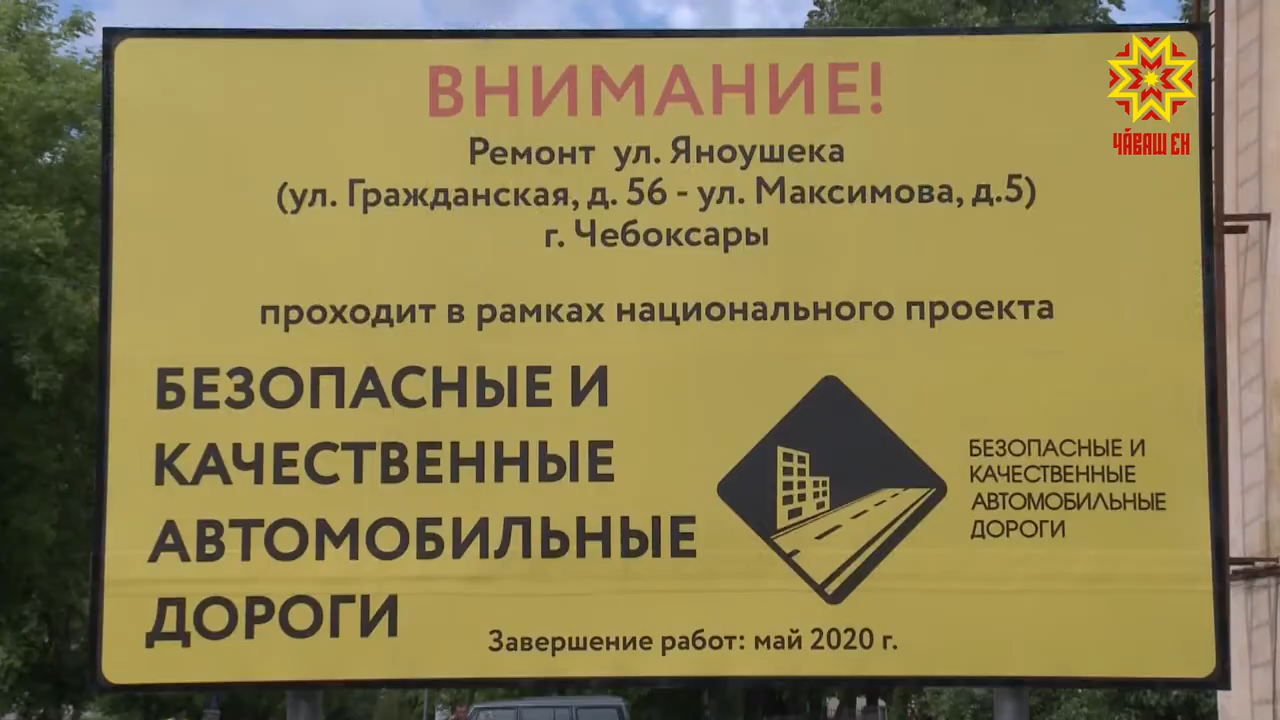 ВНИМАНИЕ!
Ремонт ул. Яноушека
(ул. Гражданская, д. 56 - ул. Максимова, д.5)
г. Чебоксары
проходит в рамках национального проекта
БЕЗОПАСНЫЕ И
КАЧЕСТВЕННЫЕ
АВТОМОБИЛЬНЫЕ
ДОРОГИ
БЕЗОПАСНЫЕ И
КАЧЕСТВЕННЫЕ
АВТОМОБИЛЬНЫЕ
ДОРОГИ
Завершение работ: май 2020 г.
ЧӐВАШ ЕН